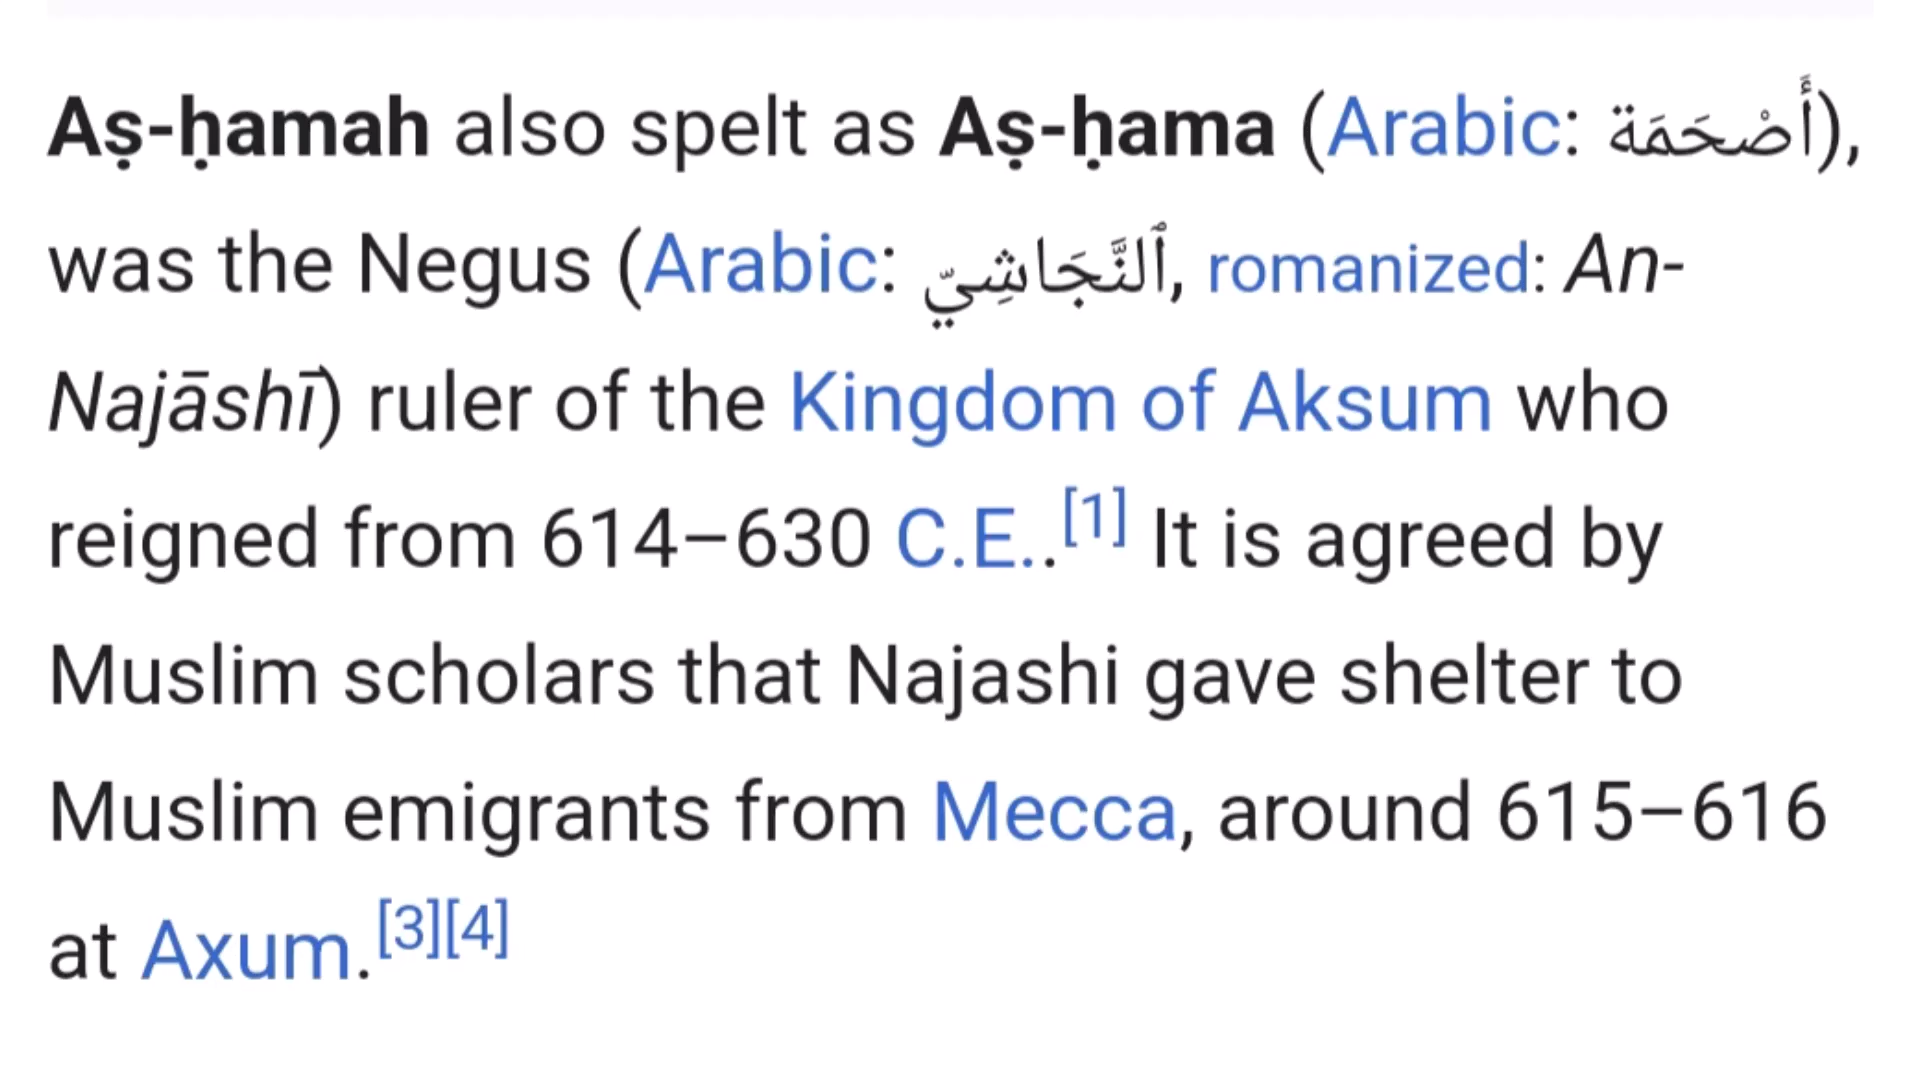 Aṣ-ḥamah also spelt as Aṣ-ḥama (Arabic: أَصْحَمَة),
was the Negus (Arabic: ٱلنَّجَاشِيّ, romanized: An-
Najāshī) ruler of the Kingdom of Aksum who
reigned from 614–630 C.E..[1] It is agreed by
Muslim scholars that Najashi gave shelter to
Muslim emigrants from Mecca, around 615–616
at Axum.[3][4]